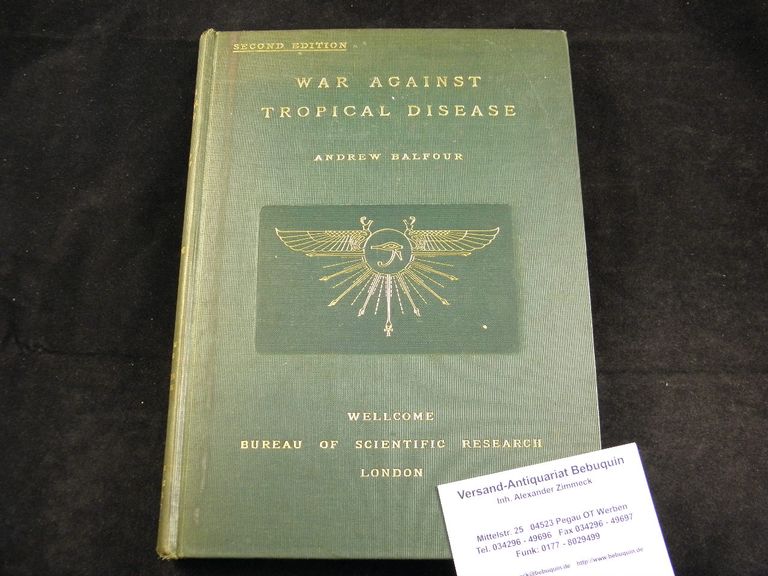 SECOND EDITION
WAR AGAINST
TROPICAL DISEASE
ANDREW BALFOUR
WELLCOME
BUREAU OF SCIENTIFIC RESEARCH
LONDON
Versand-Antiquariat Bebuquin
Inh. Alexander Zimmeck
Mittelstr. 25 04523 Pegau OT Werben
Tel. 034296 - 49696 Fax 034296 - 49697
Funk: 0177 - 8029499
@bebuquin.de http://www.bebuquin.de